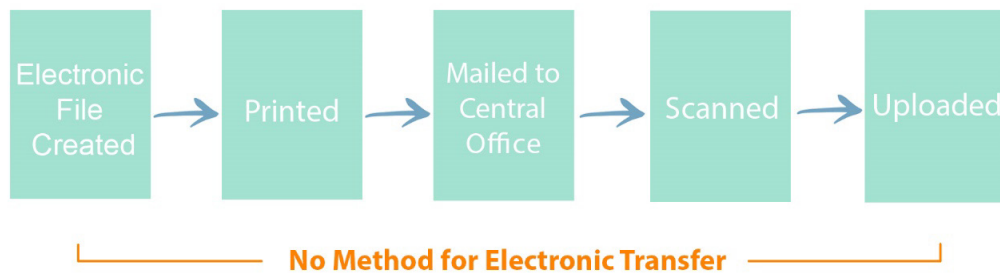 Electronic
File
Created
Printed
Mailed to
Central
Office
Scanned
Uploaded
No Method for Electronic Transfer